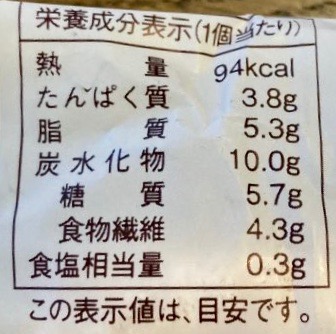 栄養成分表示(1個当たり)
熱量 94kcal
たんぱく質 3.8g
脂質 5.3g
炭水化物 10.0g
糖質 5.7g
食物繊維 4.3g
食塩相当量 0.3g
この表示値は、目安です。